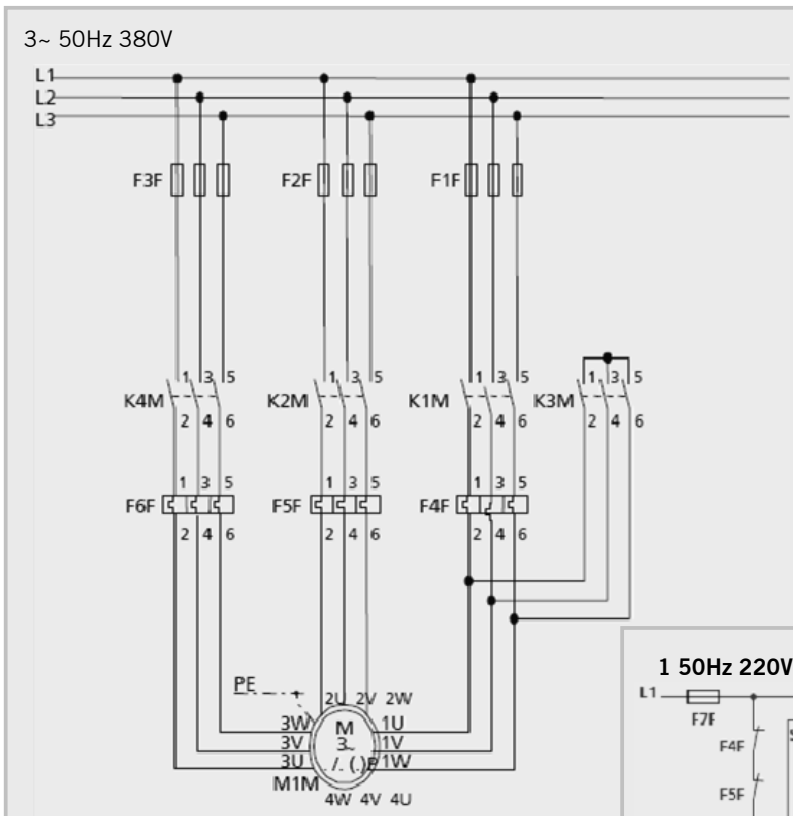 3~ 50Hz 380V
L1
L2
L3
F3F F2F F1F
1 3 5 1 3 5 1 3 5 1 3 5
K4M K2M K1M K3M
2 4 6 2 4 6 2 4 6 2 4 6
1 3 5 1 3 5 1 3 5
F6F F5F F4F
2 4 6 2 4 6 2 4 6
PE
2U 2V 2W
3W M 1U
3V 3~ 1V
3U 1W
M1M
4W 4V 4U
1 50Hz 220V
L1
F7F
F4F
F5F